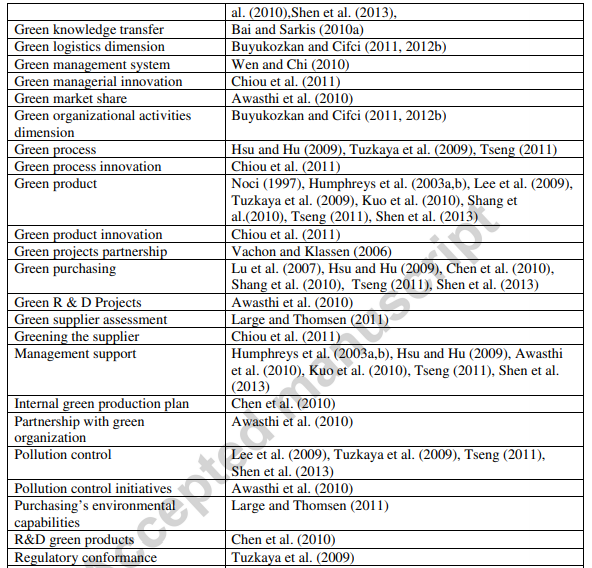 al. (2010),Shen et al. (2013),
Green knowledge transfer Bai and Sarkis (2010a)
Green logistics dimension Buyukozkan and Cifci (2011, 2012b)
Green management system Wen and Chi (2010)
Green managerial innovation Chiou et al. (2011)
Green market share Awasthi et al. (2010)
Green organizational activities Buyukozkan and Cifci (2011, 2012b)
dimension
Green process Hsu and Hu (2009), Tuzkaya et al. (2009), Tseng (2011)
Green process innovation Chiou et al. (2011)
Green product Noci (1997), Humphreys et al. (2003a,b), Lee et al. (2009),
Tuzkaya et al. (2009), Kuo et al. (2010), Shang et
al.(2010), Tseng (2011), Shen et al. (2013)
Green product innovation Chiou et al. (2011)
Green projects partnership Vachon and Klassen (2006)
Green purchasing Lu et al. (2007), Hsu and Hu (2009), Chen et al. (2010),
Shang et al. (2010), Tseng (2011), Shen et al. (2013)
Green R & D Projects Awasthi et al. (2010)
Green supplier assessment Large and Thomsen (2011)
Greening the supplier Chiou et al. (2011)
Management support Humphreys et al. (2003a,b), Hsu and Hu (2009), Awasthi
et al. (2010), Kuo et al. (2010), Tseng (2011), Shen et al.
(2013)
Internal green production plan Chen et al. (2010)
Partnership with green Awasthi et al. (2010)
organization
Pollution control Lee et al. (2009), Tuzkaya et al. (2009), Tseng (2011),
Shen et al. (2013)
Pollution control initiatives Awasthi et al. (2010)
Purchasing's environmental Large and Thomsen (2011)
capabilities
R&D green products Chen et al. (2010)
Regulatory conformance Tuzkaya et al. (2009)
Accepted manuscript